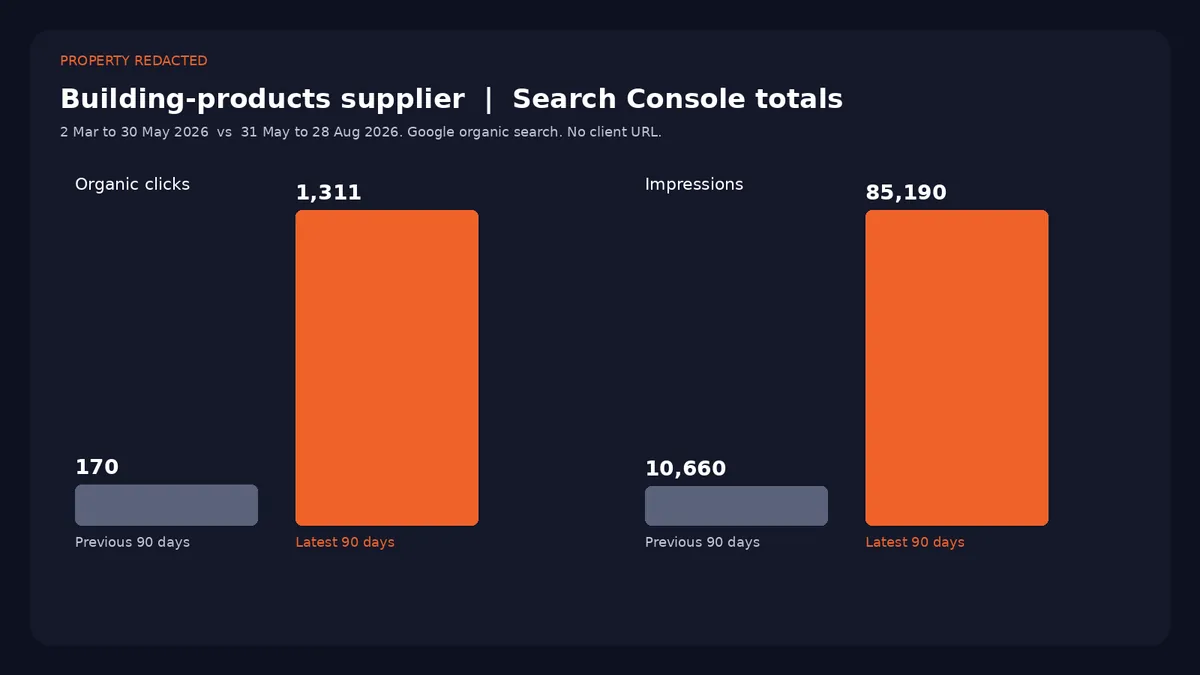 PROPERTY REDACTED
Building-products supplier | Search Console totals
2 Mar to 30 May 2026 vs 31 May to 28 Aug 2026. Google organic search. No client URL.
Organic clicks
170
Previous 90 days
1,311
Latest 90 days
Impressions
10,660
Previous 90 days
85,190
Latest 90 days